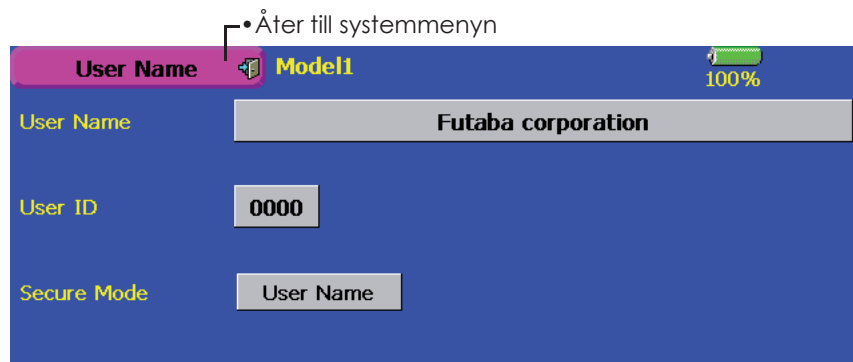 •Åter till systemmenyn
User Name Model1 100%
User Name Futaba corporation
User ID 0000
Secure Mode User Name